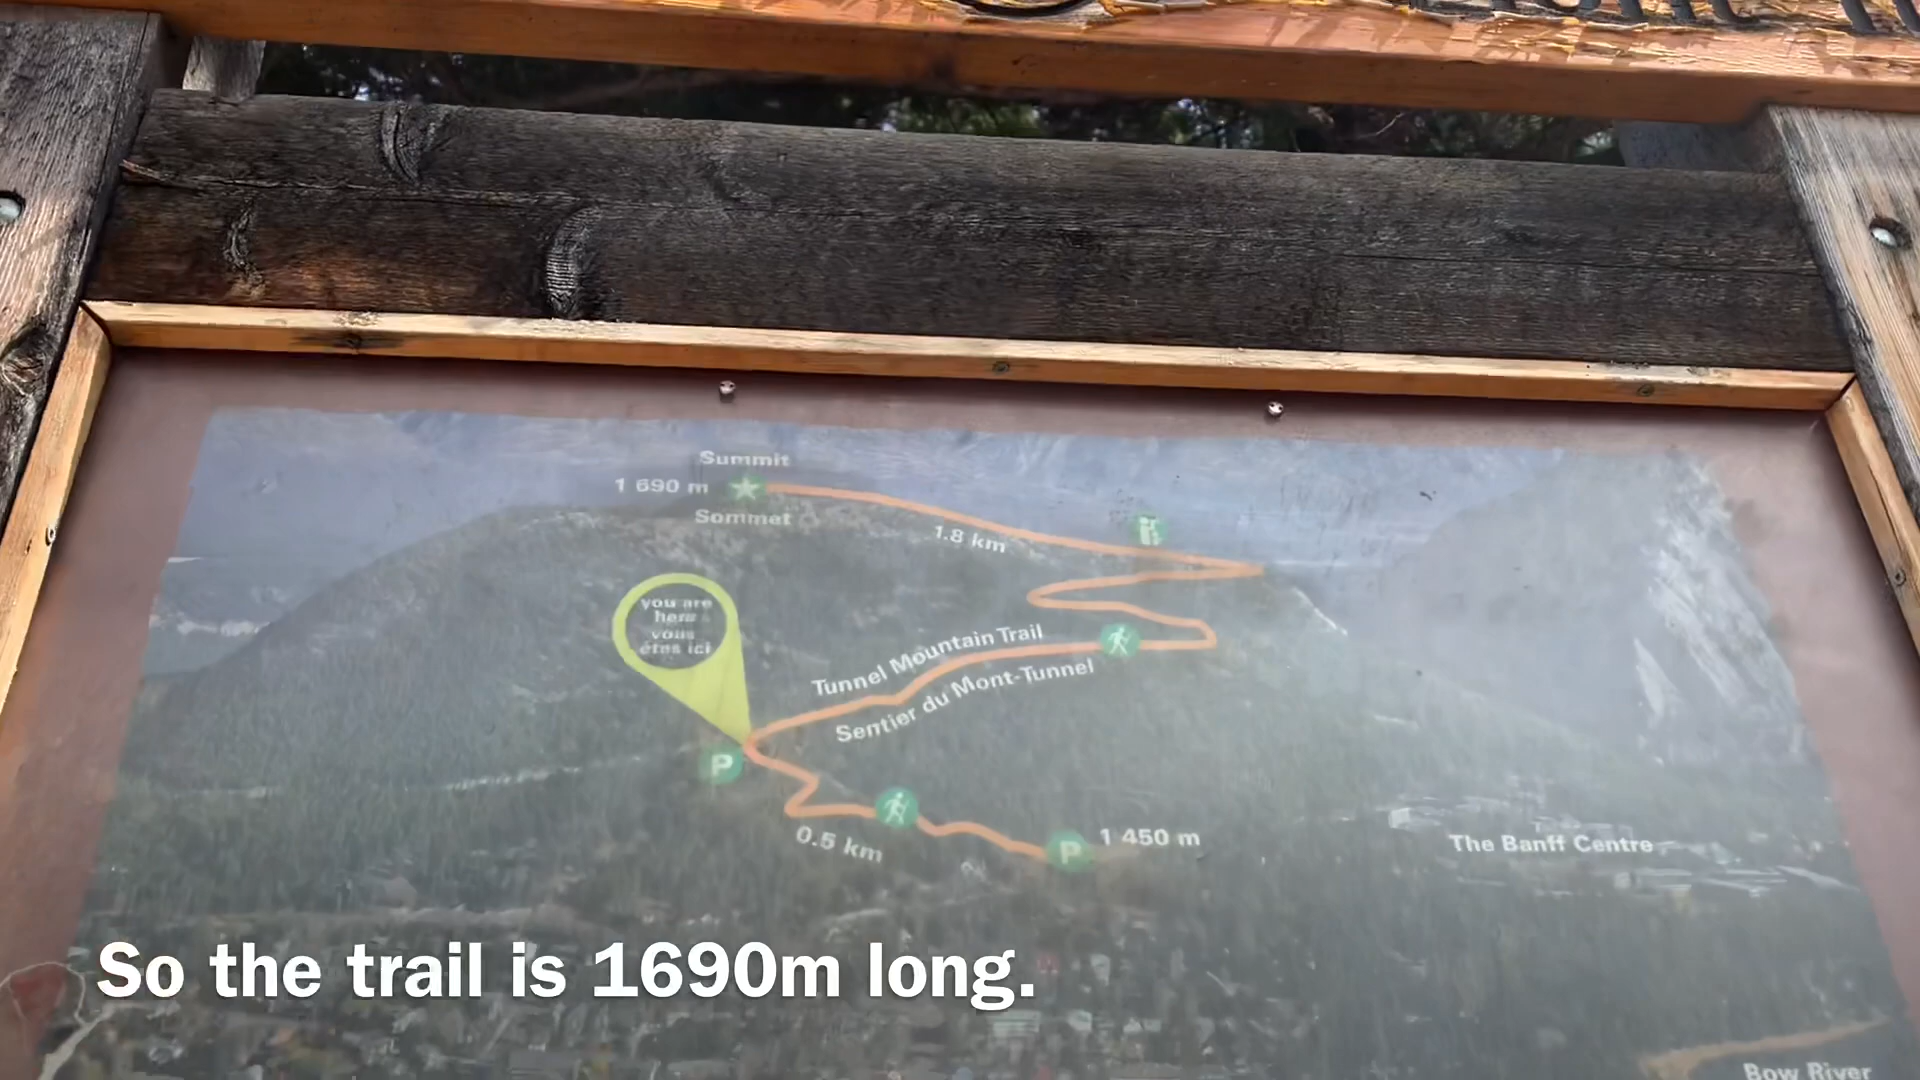 Summit
1 690 m
Sommet
1.8 km
you are
here
vous
êtes ici
Tunnel Mountain Trail
Sentier du Mont-Tunnel
P
0.5 km
P
1 450 m
The Banff Centre
So the trail is 1690m long.
Bow River